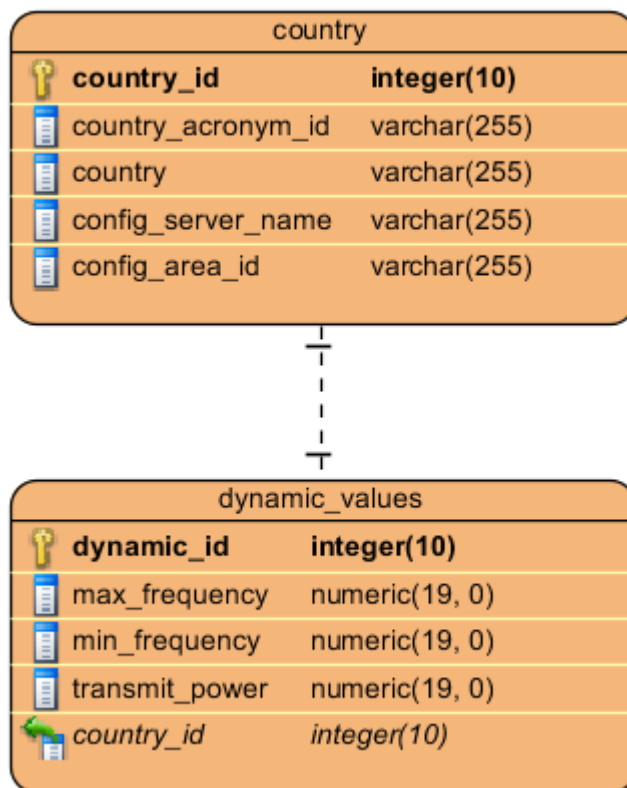 country
country_id integer(10)
country_acronym_id varchar(255)
country varchar(255)
config_server_name varchar(255)
config_area_id varchar(255)
dynamic_values
dynamic_id integer(10)
max_frequency numeric(19, 0)
min_frequency numeric(19, 0)
transmit_power numeric(19, 0)
country_id integer(10)